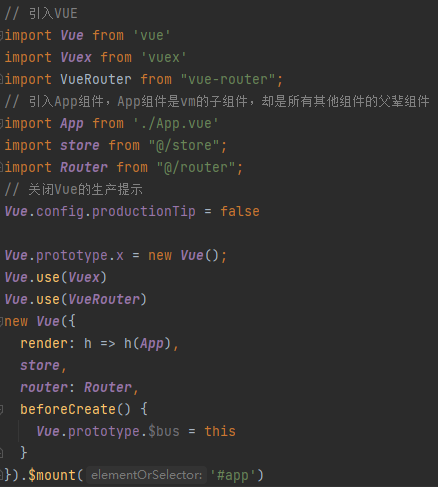 // 引入VUE
import Vue from 'vue'
import Vuex from 'vuex'
import VueRouter from "vue-router";
// 引入App组件，App组件是vm的子组件，却是所有其他组件的父辈组件
import App from './App.vue'
import store from "@/store";
import Router from "@/router";
// 关闭Vue的生产提示
Vue.config.productionTip = false
Vue.prototype.x = new Vue();
Vue.use(Vuex)
Vue.use(VueRouter)
new Vue({
  render: h => h(App),
  store,
  router: Router,
  beforeCreate() {
    Vue.prototype.$bus = this
  }
}).$mount( elementOrSelector: '#app')